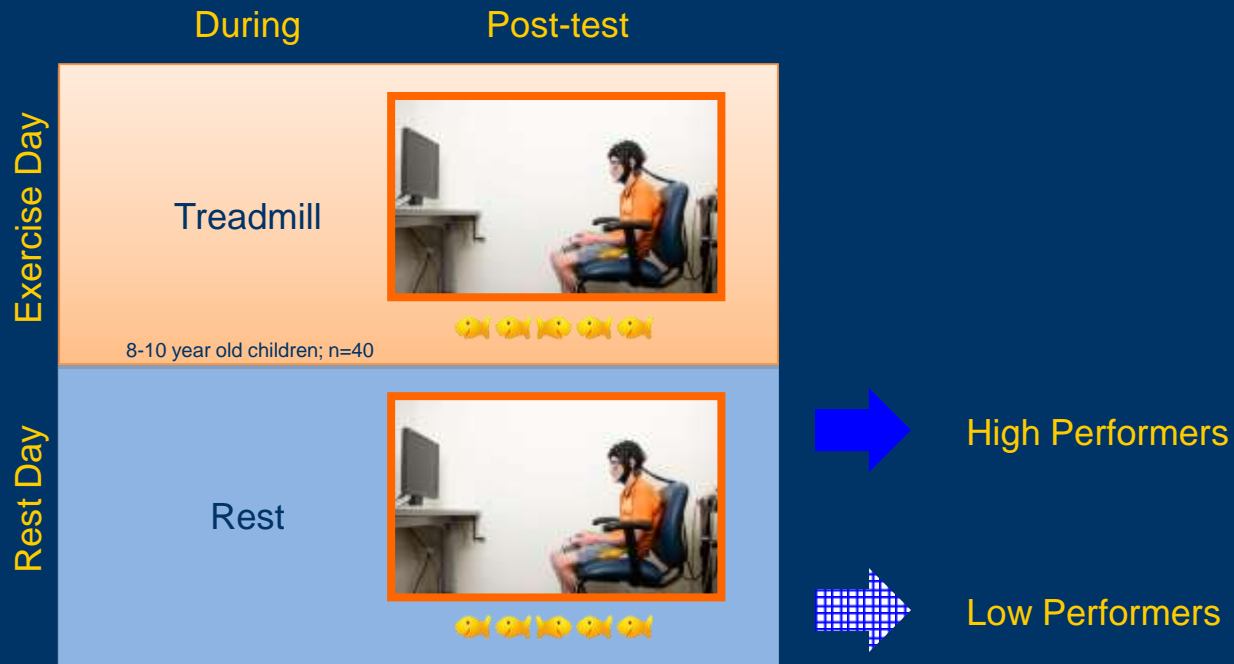 During
Post-test
Exercise Day
Treadmill
8-10 year old children; n=40
Rest Day
Rest
High Performers
Low Performers